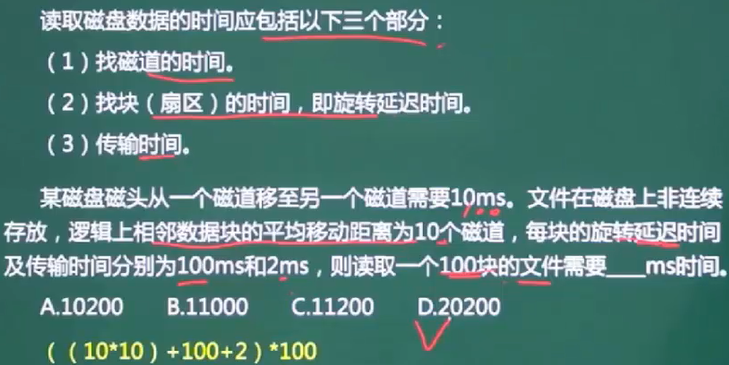 读取磁盘数据的时间应包括以下三个部分：
（1）找磁道的时间。
（2）找块（扇区）的时间，即旋转延迟时间。
（3）传输时间。
某磁盘磁头从一个磁道移至另一个磁道需要10ms。文件在磁盘上非连续
存放，逻辑上相邻数据块的平均移动距离为10个磁道，每块的旋转延迟时间
及传输时间分别为100ms和2ms，则读取一个100块的文件需要____ms时间。
A.10200 B.11000 C.11200 D.20200
（（10*10）+100+2）*100